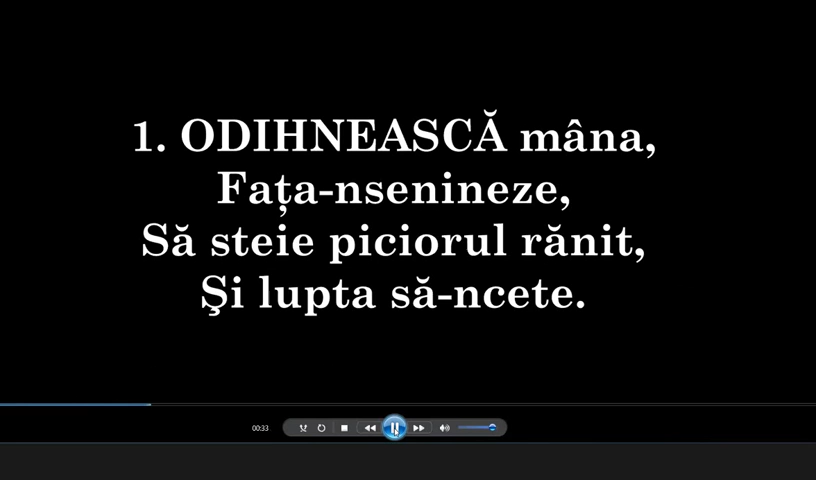 1. ODIHNEASCĂ mâna,
Fața-nsenineze,
Să steie piciorul rănit,
Şi lupta să-ncete.
00:33